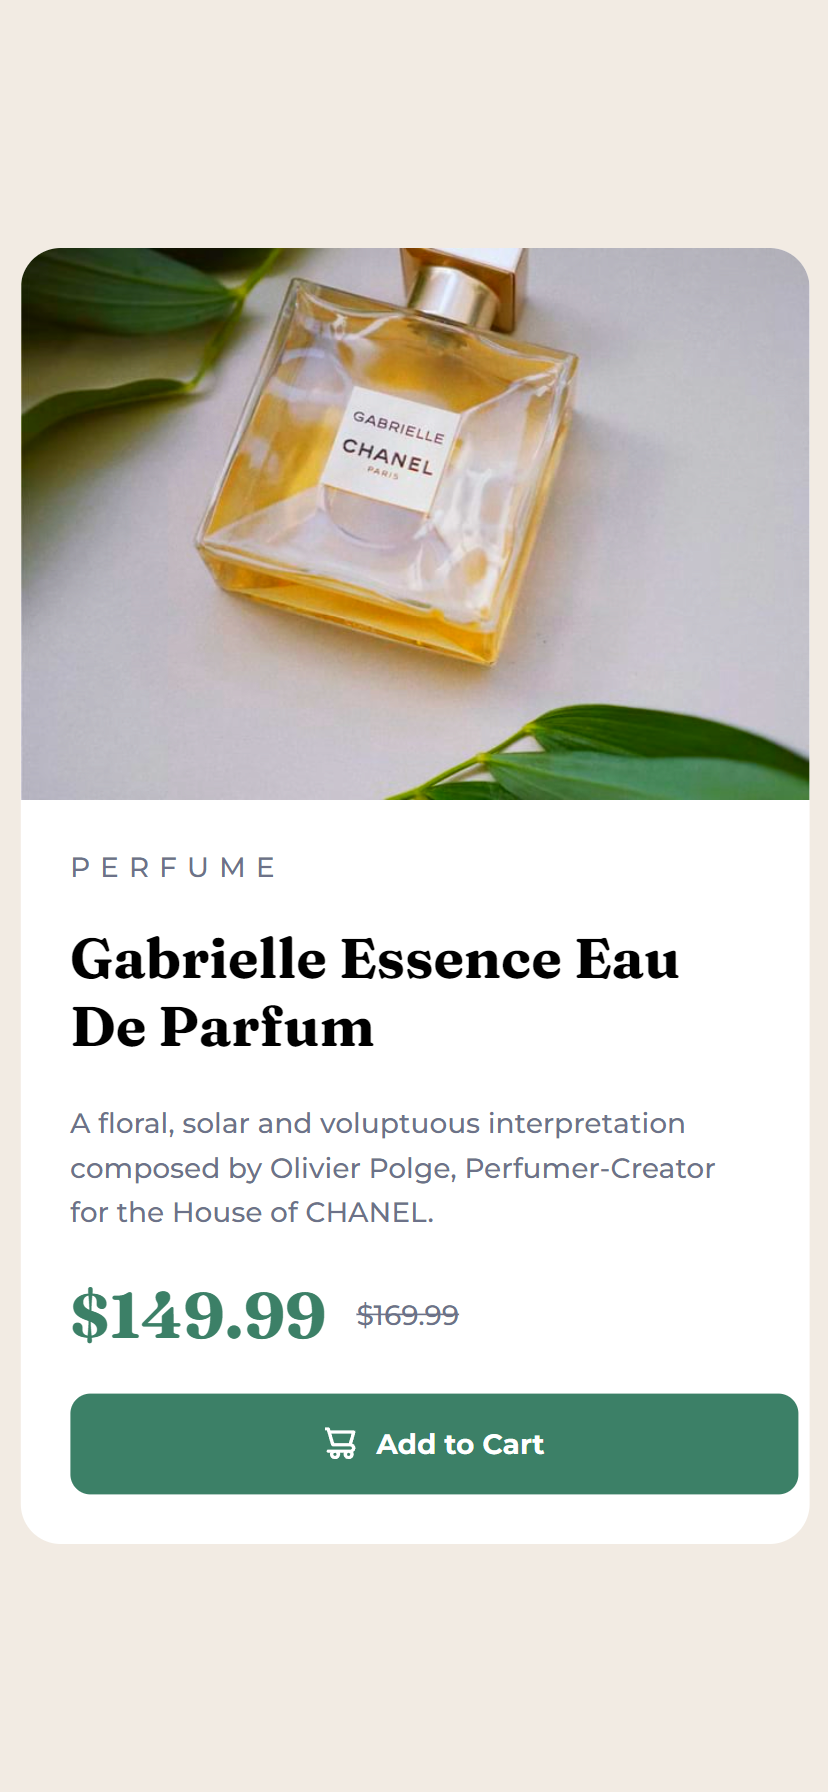 GABRIELLE
CHANEL
PARIS
PERFUME
Gabrielle Essence Eau
De Parfum
A floral, solar and voluptuous interpretation
composed by Olivier Polge, Perfumer-Creator
for the House of CHANEL.
$149.99 $169.99
Add to Cart